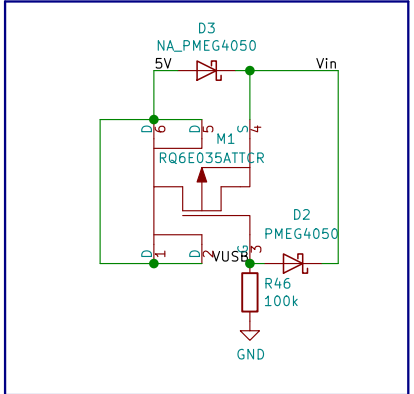 D3
NA_PMEG4050
5V
Vin
D
6
D
5
S
4
M1
RQ6E035ATTCR
D2
PMEG4050
D
1
D
2
G
3
VUSB
R46
100k
GND